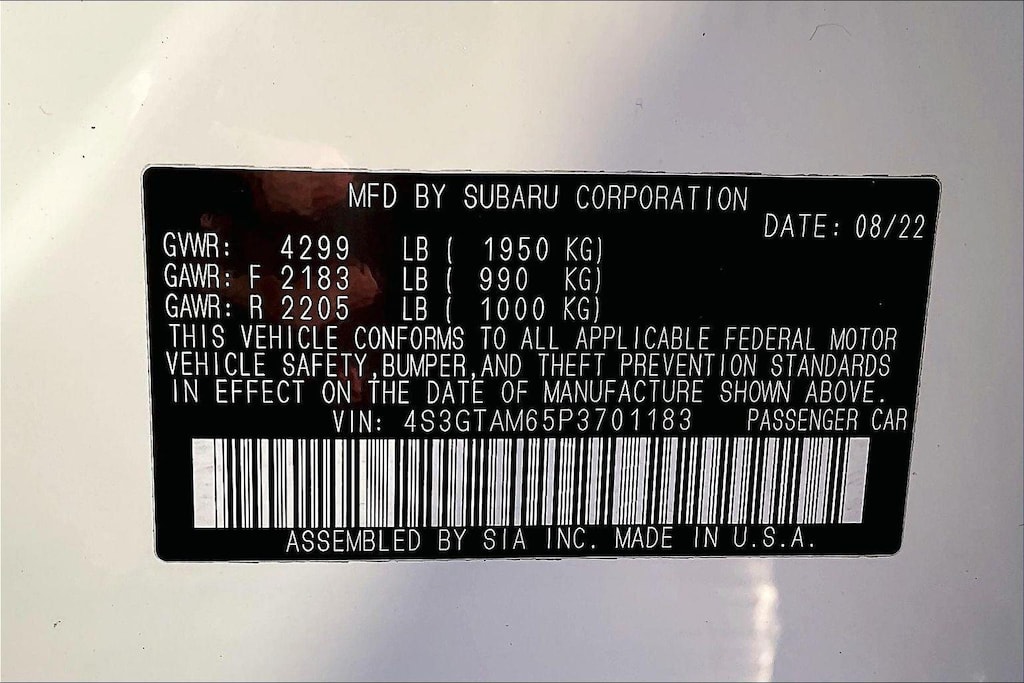 MFD BY SUBARU CORPORATION
DATE: 08/22
GVWR: 4299 LB ( 1950 KG)
GAWR: F 2183 LB ( 990 KG)
GAWR: R 2205 LB ( 1000 KG)
THIS VEHICLE CONFORMS TO ALL APPLICABLE FEDERAL MOTOR
VEHICLE SAFETY,BUMPER,AND THEFT PREVENTION STANDARDS
IN EFFECT ON THE DATE OF MANUFACTURE SHOWN ABOVE.
VIN: 4S3GTAM65P3701183 PASSENGER CAR
ASSEMBLED BY SIA INC. MADE IN U.S.A.